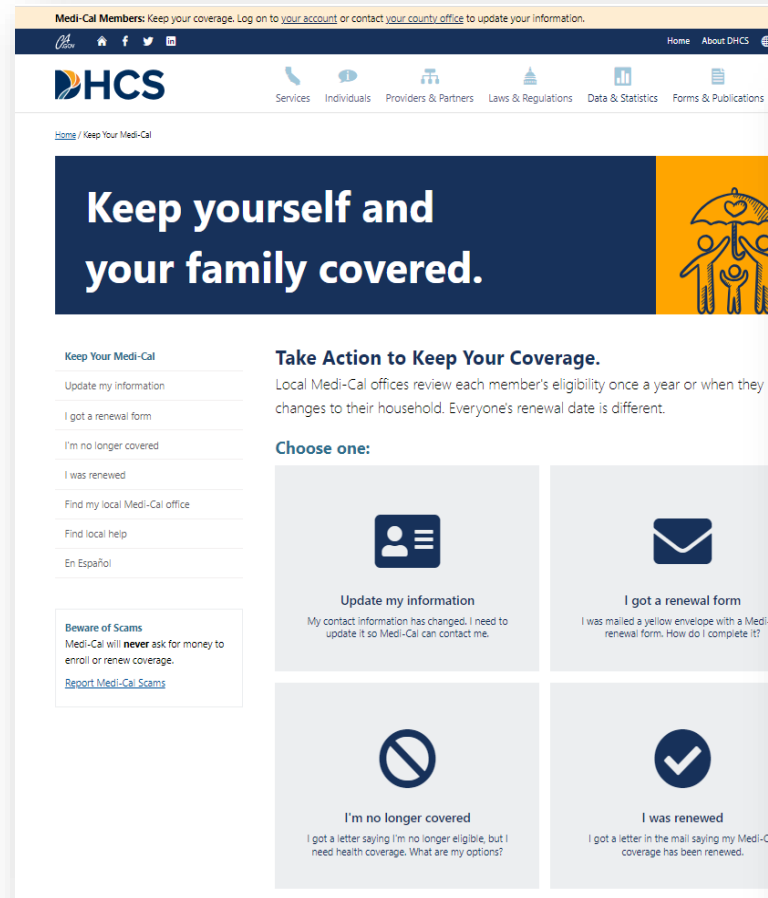 Medi-Cal Members: Keep your coverage. Log on to your account or contact your county office to update your information.
CA.GOV
Home About DHCS
DHCS
Services Individuals Providers & Partners Laws & Regulations Data & Statistics Forms & Publications
Home / Keep Your Medi-Cal
Keep yourself and
your family covered.
Keep Your Medi-Cal
Update my information
I got a renewal form
I'm no longer covered
I was renewed
Find my local Medi-Cal office
Find local help
En Español
Beware of Scams
Medi-Cal will never ask for money to
enroll or renew coverage.
Report Medi-Cal Scams
Take Action to Keep Your Coverage.
Local Medi-Cal offices review each member's eligibility once a year or when they
changes to their household. Everyone's renewal date is different.
Choose one:
Update my information
My contact information has changed. I need to
update it so Medi-Cal can contact me.
I got a renewal form
I was mailed a yellow envelope with a Medi-
renewal form. How do I complete it?
I'm no longer covered
I got a letter saying I'm no longer eligible, but I
need health coverage. What are my options?
I was renewed
I got a letter in the mail saying my Medi-C
coverage has been renewed.